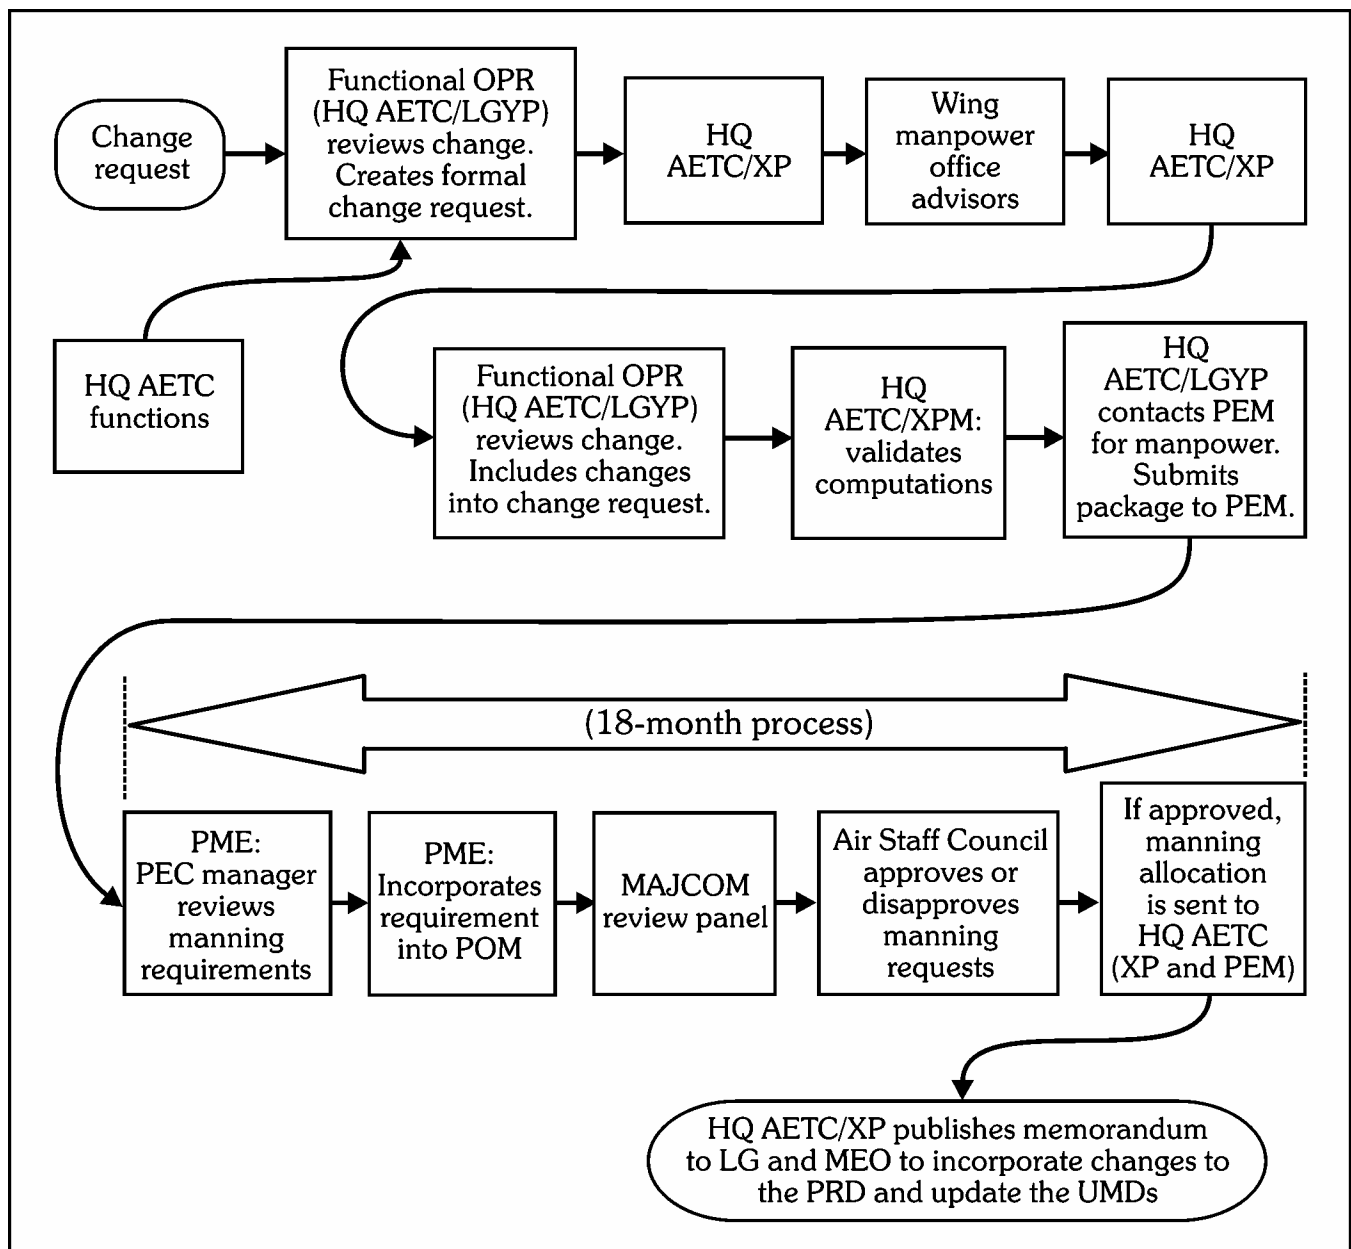 Change
request
Functional OPR
(HQ AETC/LGYP)
reviews change.
Creates formal
change request.
HQ
AETC/XP
Wing
manpower
office
advisors
HQ
AETC/XP
HQ AETC
functions
Functional OPR
(HQ AETC/LGYP)
reviews change.
Includes changes
into change request.
HQ
AETC/XPM:
validates
computations
HQ
AETC/LGYP
contacts PEM
for manpower.
Submits
package to PEM.
(18-month process)
PME:
PEC manager
reviews
manning
requirements
PME:
Incorporates
requirement
into POM
MAJCOM
review panel
Air Staff Council
approves or
disapproves
manning
requests
If approved,
manning
allocation
is sent to
HQ AETC
(XP and PEM)
HQ AETC/XP publishes memorandum
to LG and MEO to incorporate changes to
the PRD and update the UMDs